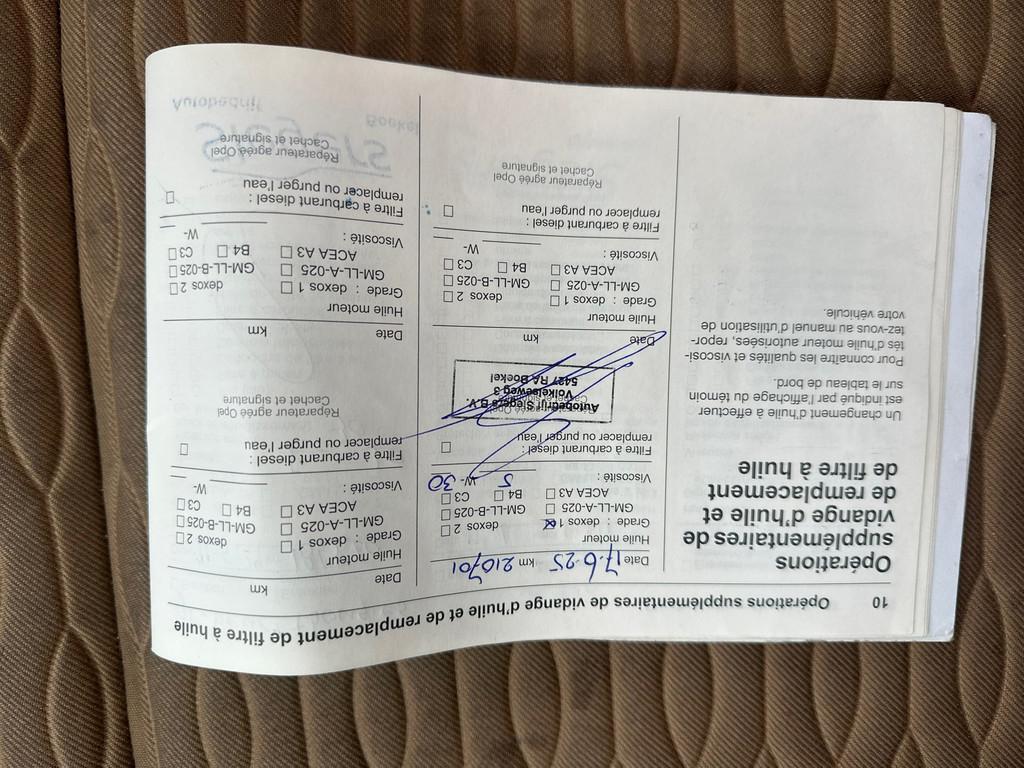 10 Opérations supplémentaires de vidange d'huile et de remplacement de filtre à huile
Opérations
supplémentaires de
vidange d'huile et
de remplacement
de filtre à huile
Un changement d'huile à effectuer
est indiqué par l'affichage du témoin
sur le tableau de bord.
Pour connaître les qualités et viscosi-
tés d'huile moteur autorisées, repor-
tez-vous au manuel d'utilisation de
votre véhicule.
Date 17-6-25 km 210701
Huile moteur
Grade : dexos 1 dexos 2
GM-LL-A-025 GM-LL-B-025
ACEA A3 B4 C3
Viscosité : 5 W- 30
Filtre à carburant diesel :
remplacer ou purger l'eau
Réparateur agréé Opel
Cachet et signature
Autobedrijf Siegers B.V.
Volkelseweg 3
5427 RA Boekel
Date km
Huile moteur
Grade : dexos 1 dexos 2
GM-LL-A-025 GM-LL-B-025
ACEA A3 B4 C3
Viscosité : W-
Filtre à carburant diesel :
remplacer ou purger l'eau
Réparateur agréé Opel
Cachet et signature
Date km
Huile moteur
Grade : dexos 1 dexos 2
GM-LL-A-025 GM-LL-B-025
ACEA A3 B4 C3
Viscosité : W-
Filtre à carburant diesel :
remplacer ou purger l'eau
Réparateur agréé Opel
Cachet et signature
Date km
Huile moteur
Grade : dexos 1 dexos 2
GM-LL-A-025 GM-LL-B-025
ACEA A3 B4 C3
Viscosité : W-
Filtre à carburant diesel :
remplacer ou purger l'eau
Réparateur agréé Opel
Cachet et signature